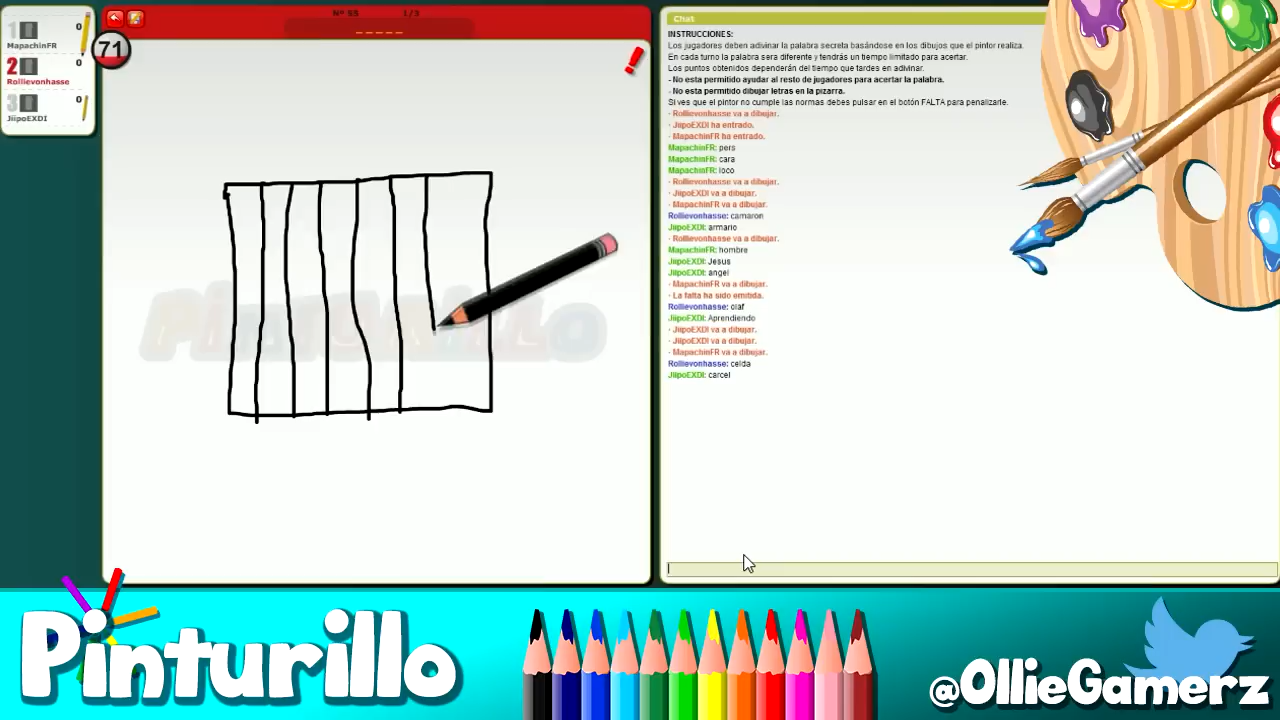 1
0
MapachinFR
2
0
Rollievonhasse
3
0
JiipoEXDI
71
Nº 55 1/3
_ _ _ _ _
Chat
INSTRUCCIONES:
Los jugadores deben adivinar la palabra secreta basándose en los dibujos que el pintor realiza.
En cada turno la palabra sera diferente y tendrás un tiempo limitado para acertar.
Los puntos obtenidos dependerán del tiempo que tardes en adivinar.
- No esta permitido ayudar al resto de jugadores para acertar la palabra.
- No esta permitido dibujar letras en la pizarra.
Si ves que el pintor no cumple las normas debes pulsar en el botón FALTA para penalizarle.
· Rollievonhasse va a dibujar.
· JiipoEXDI ha entrado.
· MapachinFR ha entrado.
MapachinFR: pers
MapachinFR: cara
MapachinFR: loco
· Rollievonhasse va a dibujar.
· JiipoEXDI va a dibujar.
· MapachinFR va a dibujar.
Rollievonhasse: camaron
JiipoEXDI: armario
· Rollievonhasse va a dibujar.
MapachinFR: hombre
JiipoEXDI: Jesus
JiipoEXDI: angel
· MapachinFR va a dibujar.
· La falta ha sido emitida.
Rollievonhasse: olaf
JiipoEXDI: Aprendiendo
· JiipoEXDI va a dibujar.
· JiipoEXDI va a dibujar.
· MapachinFR va a dibujar.
Rollievonhasse: celda
JiipoEXDI: carcel
Pinturillo
@OllieGamerz